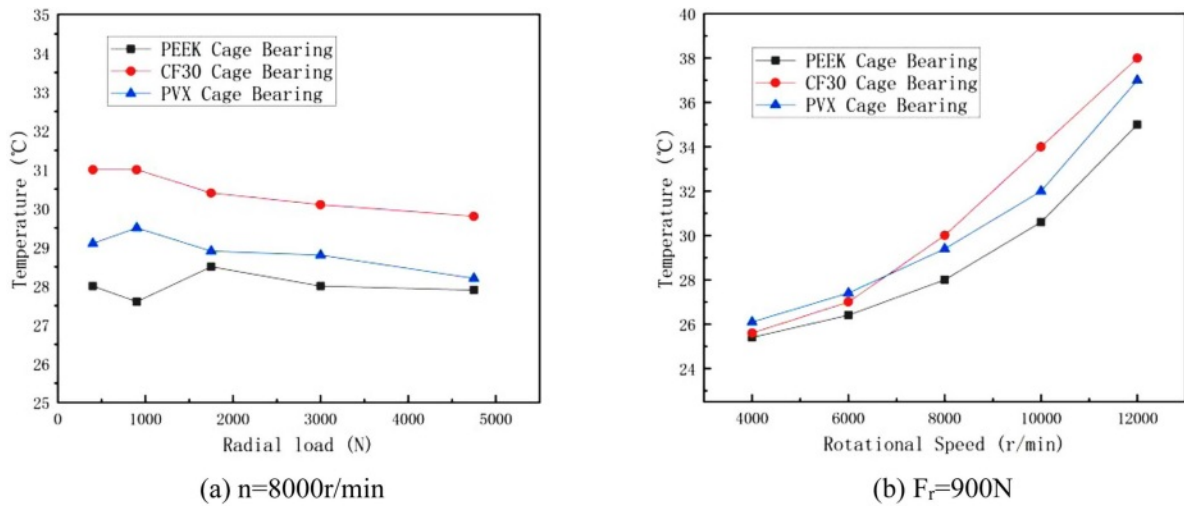 35
34
33
32
31
30
29
28
27
26
25
Temperature (℃)
PEEK Cage Bearing
CF30 Cage Bearing
PVX Cage Bearing
0 1000 2000 3000 4000 5000
Radial load (N)
(a) n=8000r/min
40
38
36
34
32
30
28
26
24
Temperature (℃)
PEEK Cage Bearing
CF30 Cage Bearing
PVX Cage Bearing
4000 6000 8000 10000 12000
Rotational Speed (r/min)
(b) Fr=900N